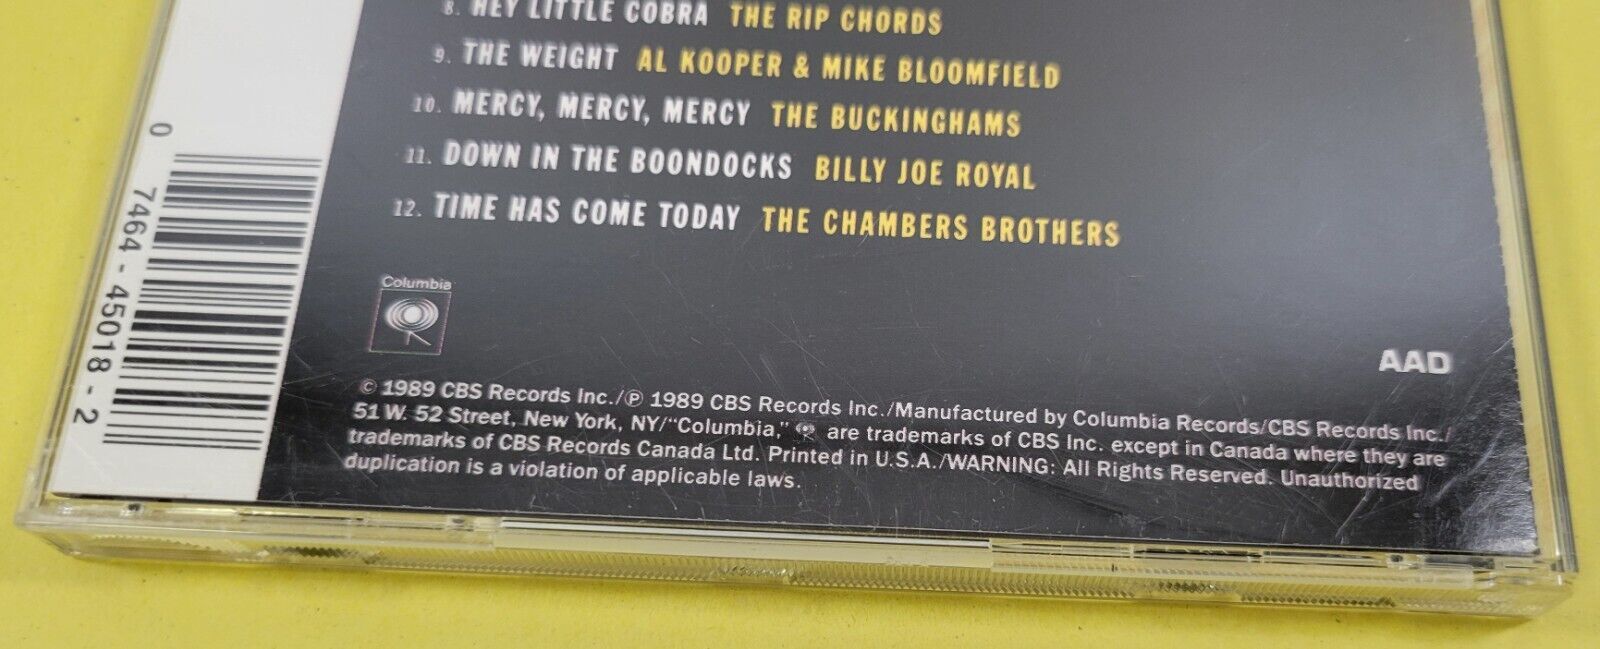 8. HEY LITTLE COBRA THE RIP CHORDS
9. THE WEIGHT AL KOOPER & MIKE BLOOMFIELD
10. MERCY, MERCY, MERCY THE BUCKINGHAMS
11. DOWN IN THE BOONDOCKS BILLY JOE ROYAL
12. TIME HAS COME TODAY THE CHAMBERS BROTHERS
0 7464-45018-2
Columbia
AAD
© 1989 CBS Records Inc./℗ 1989 CBS Records Inc./Manufactured by Columbia Records/CBS Records Inc./
51 W. 52 Street, New York, NY/"Columbia," are trademarks of CBS Inc. except in Canada where they are
trademarks of CBS Records Canada Ltd. Printed in U.S.A./WARNING: All Rights Reserved. Unauthorized
duplication is a violation of applicable laws.